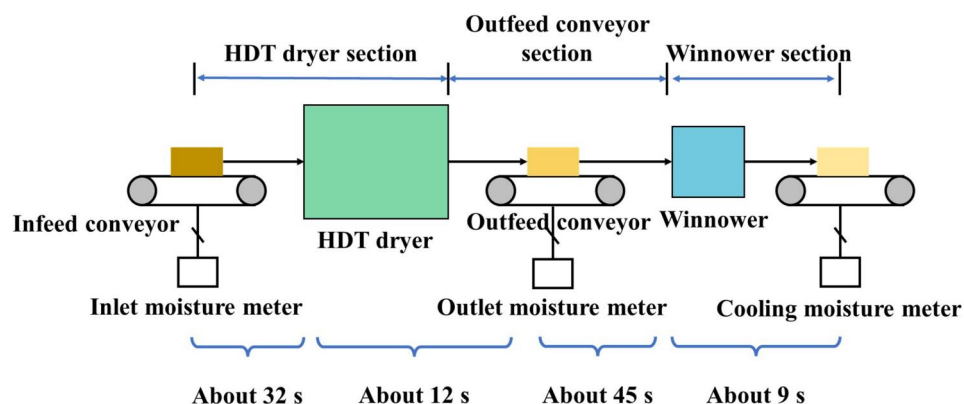 Outfeed conveyor
section
HDT dryer section
Winnower section
Infeed conveyor
HDT dryer
Outfeed conveyor
Winnower
Inlet moisture meter
Outlet moisture meter
Cooling moisture meter
About 32 s
About 12 s
About 45 s
About 9 s